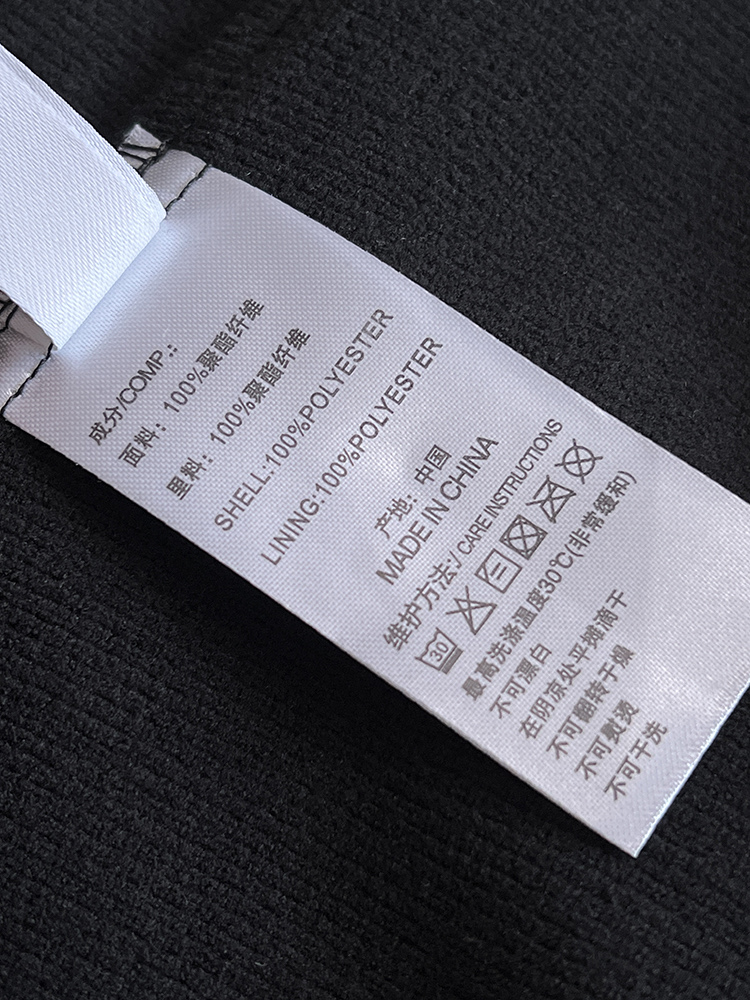 成分/COMP.:
面料：100%聚酯纤维
里料：100%聚酯纤维
SHELL:100%POLYESTER
LINING:100%POLYESTER
产地：中国
MADE IN CHINA
维护方法:/ CARE INSTRUCTIONS
30
最高洗涤温度30℃(非常缓和)
不可漂白
在阴凉处平摊滴干
不可翻转干燥
不可熨烫
不可干洗